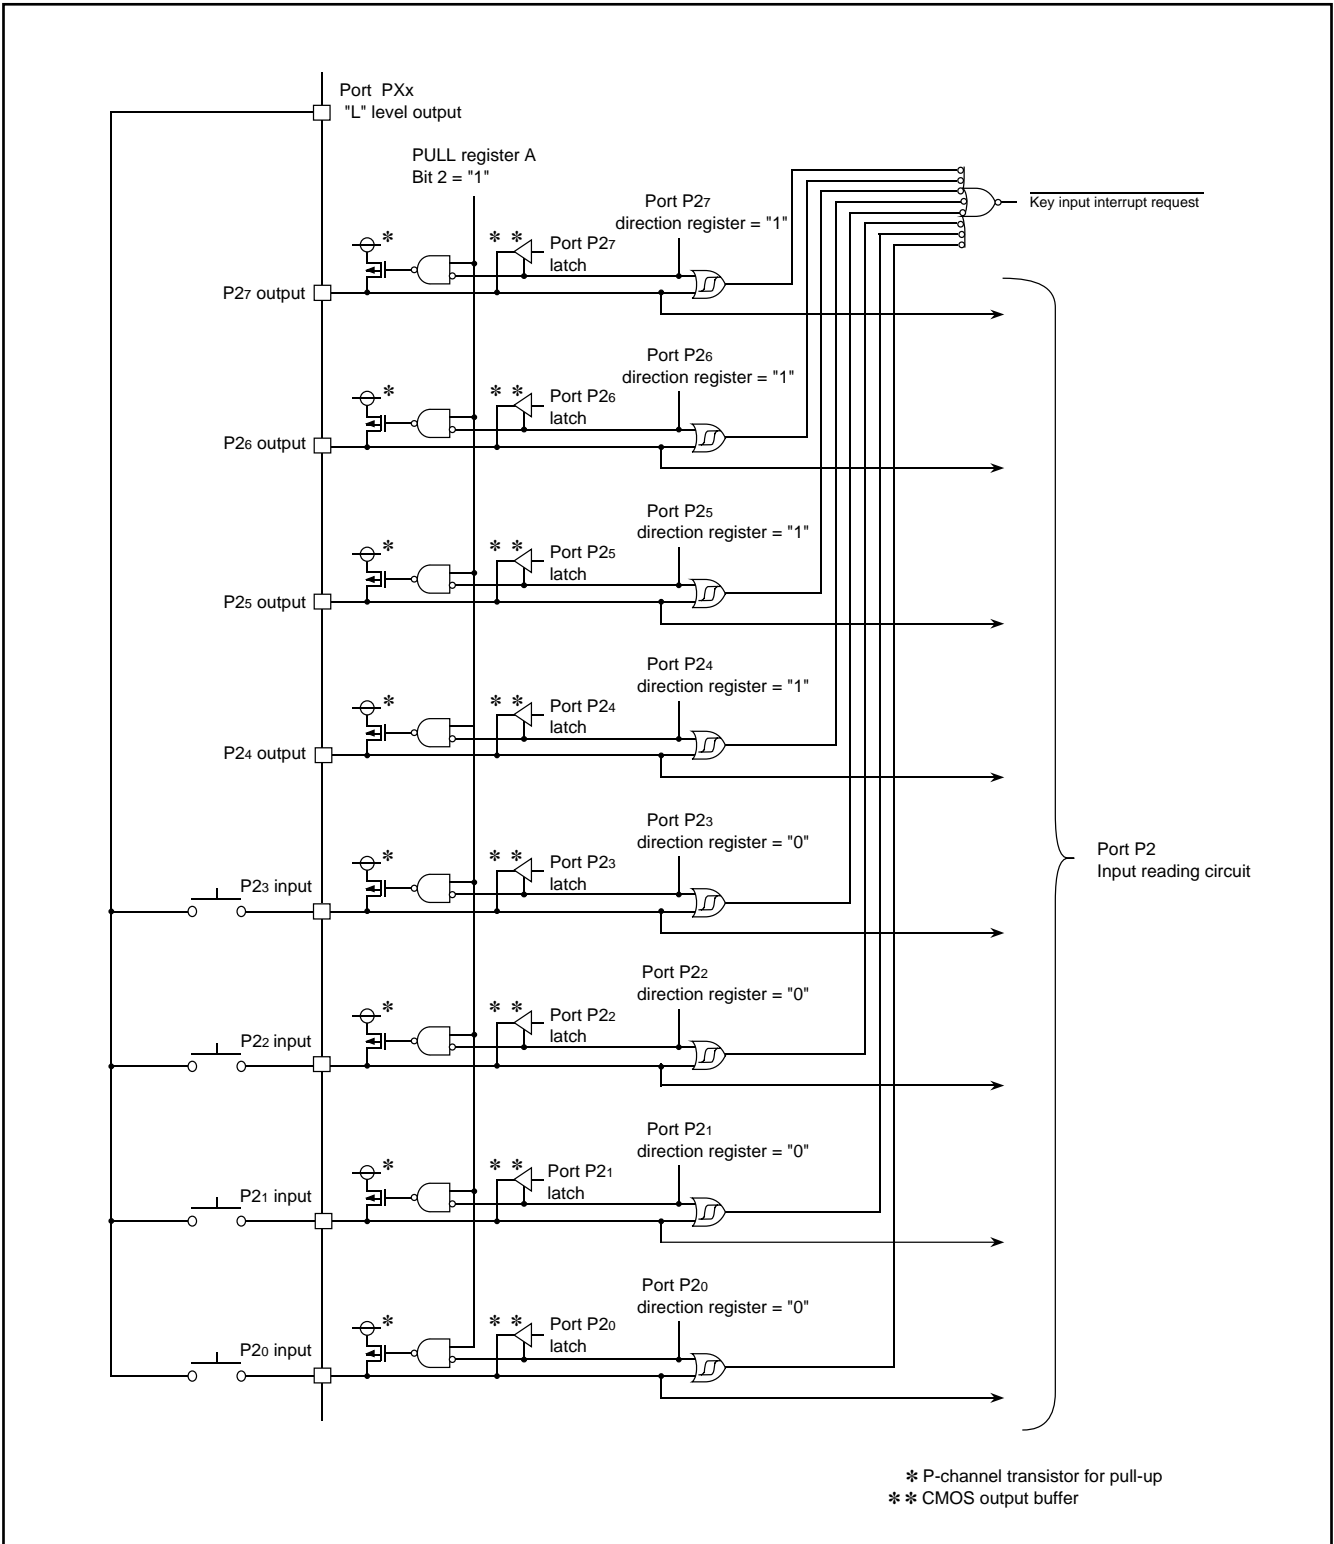 Port PXx
"L" level output
PULL register A
Bit 2 = "1"
Key input interrupt request
Port P27
direction register = "1"
*
* *
Port P27
latch
P27 output
Port P26
direction register = "1"
*
* *
Port P26
latch
P26 output
Port P25
direction register = "1"
*
* *
Port P25
latch
P25 output
Port P24
direction register = "1"
*
* *
Port P24
latch
P24 output
Port P23
direction register = "0"
*
* *
Port P23
latch
P23 input
Port P2
Input reading circuit
Port P22
direction register = "0"
*
* *
Port P22
latch
P22 input
Port P21
direction register = "0"
*
* *
Port P21
latch
P21 input
Port P20
direction register = "0"
*
* *
Port P20
latch
P20 input
* P-channel transistor for pull-up
* * CMOS output buffer